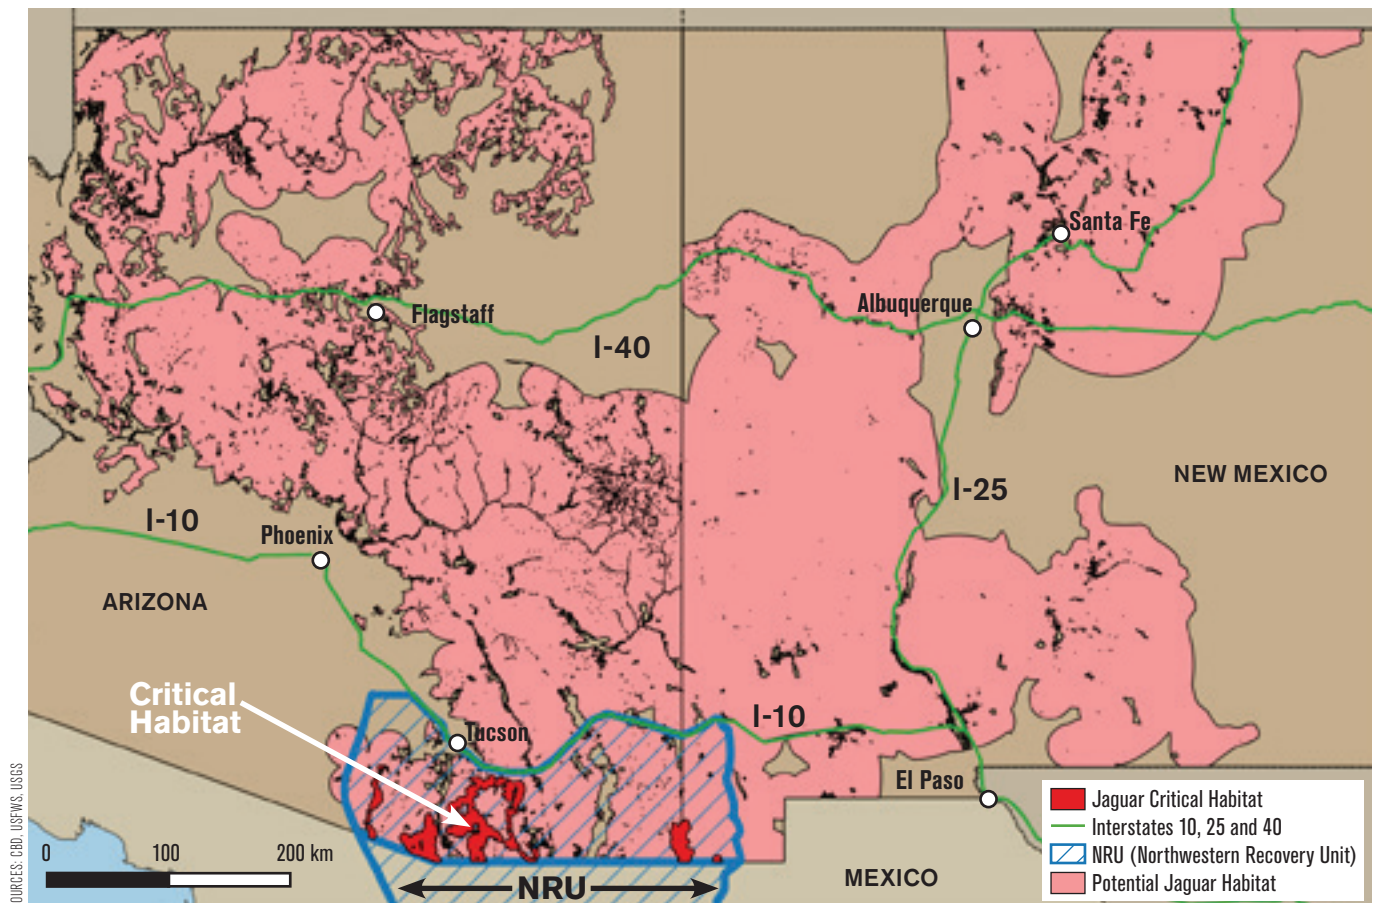 Santa Fe
Albuquerque
Flagstaff
I-40
NEW MEXICO
I-25
I-10
Phoenix
ARIZONA
Critical
Habitat
I-10
Tucson
El Paso
OURCES: CBD, USFWS, USGS
0 100 200 km
NRU
MEXICO
Jaguar Critical Habitat
Interstates 10, 25 and 40
NRU (Northwestern Recovery Unit)
Potential Jaguar Habitat